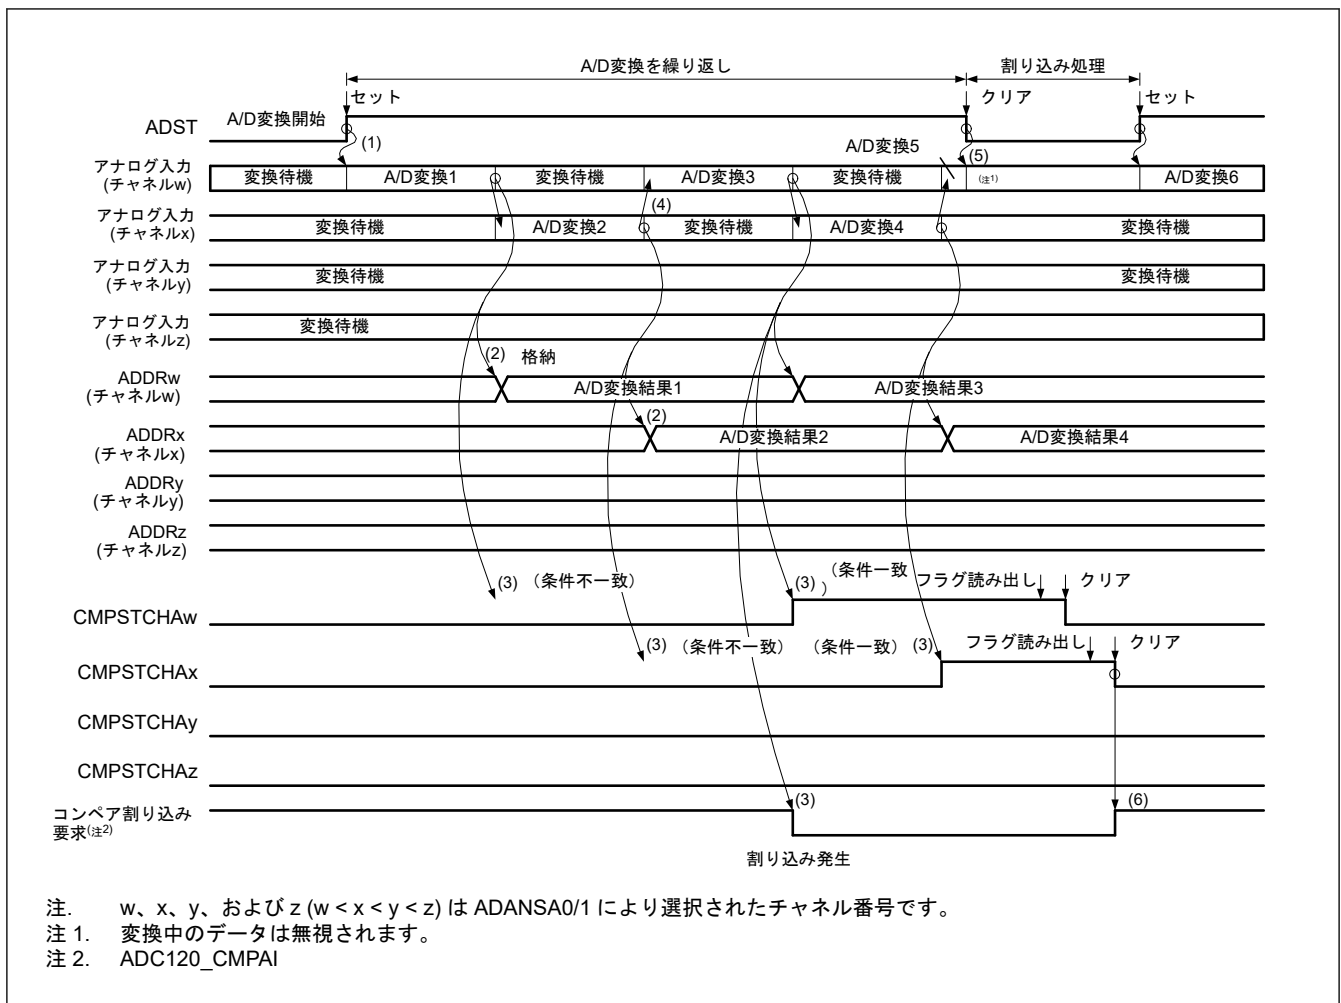 A/D変換を繰り返し 割り込み処理
セット クリア セット
ADST A/D変換開始
(1) A/D変換5 (5)
アナログ入力
(チャネルw) 変換待機 A/D変換1 変換待機 A/D変換3 変換待機 (注1) A/D変換6
(4)
アナログ入力
(チャネルx) 変換待機 A/D変換2 変換待機 A/D変換4 変換待機
アナログ入力
(チャネルy) 変換待機 変換待機
アナログ入力
(チャネルz) 変換待機
(2) 格納
ADDRw
(チャネルw) A/D変換結果1 A/D変換結果3
(2)
ADDRx
(チャネルx) A/D変換結果2 A/D変換結果4
ADDRy
(チャネルy)
ADDRz
(チャネルz)
(3) (条件不一致) (3) (条件一致) フラグ読み出し クリア
CMPSTCHAw
(3) (条件不一致) (条件一致) (3) フラグ読み出し クリア
CMPSTCHAx
CMPSTCHAy
CMPSTCHAz
(3) (6)
コンペア割り込み
要求(注2)
割り込み発生
注. w、x、y、および z (w < x < y < z) は ADANSA0/1 により選択されたチャネル番号です。
注 1. 変換中のデータは無視されます。
注 2. ADC120_CMPAI